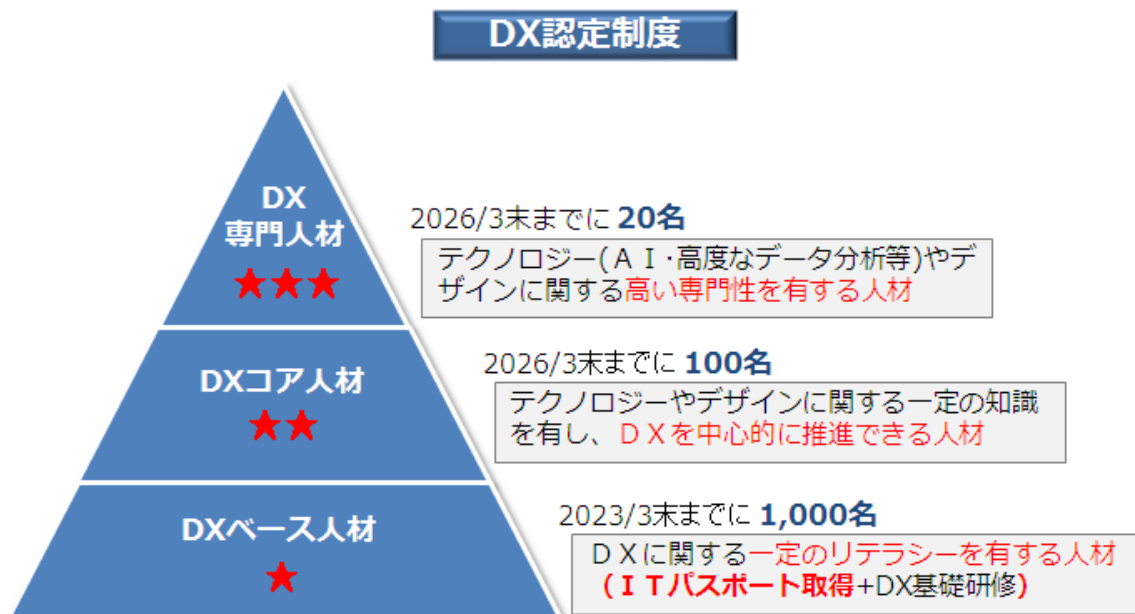 DX認定制度
DX
専門人材
★★★
2026/3末までに 20名
テクノロジー(ＡＩ・高度なデータ分析等)やデ
ザインに関する高い専門性を有する人材
DXコア人材
★★
2026/3末までに 100名
テクノロジーやデザインに関する一定の知識
を有し、ＤＸを中心的に推進できる人材
DXベース人材
★
2023/3末までに 1,000名
ＤＸに関する一定のリテラシーを有する人材
(ＩＴパスポート取得+DX基礎研修)